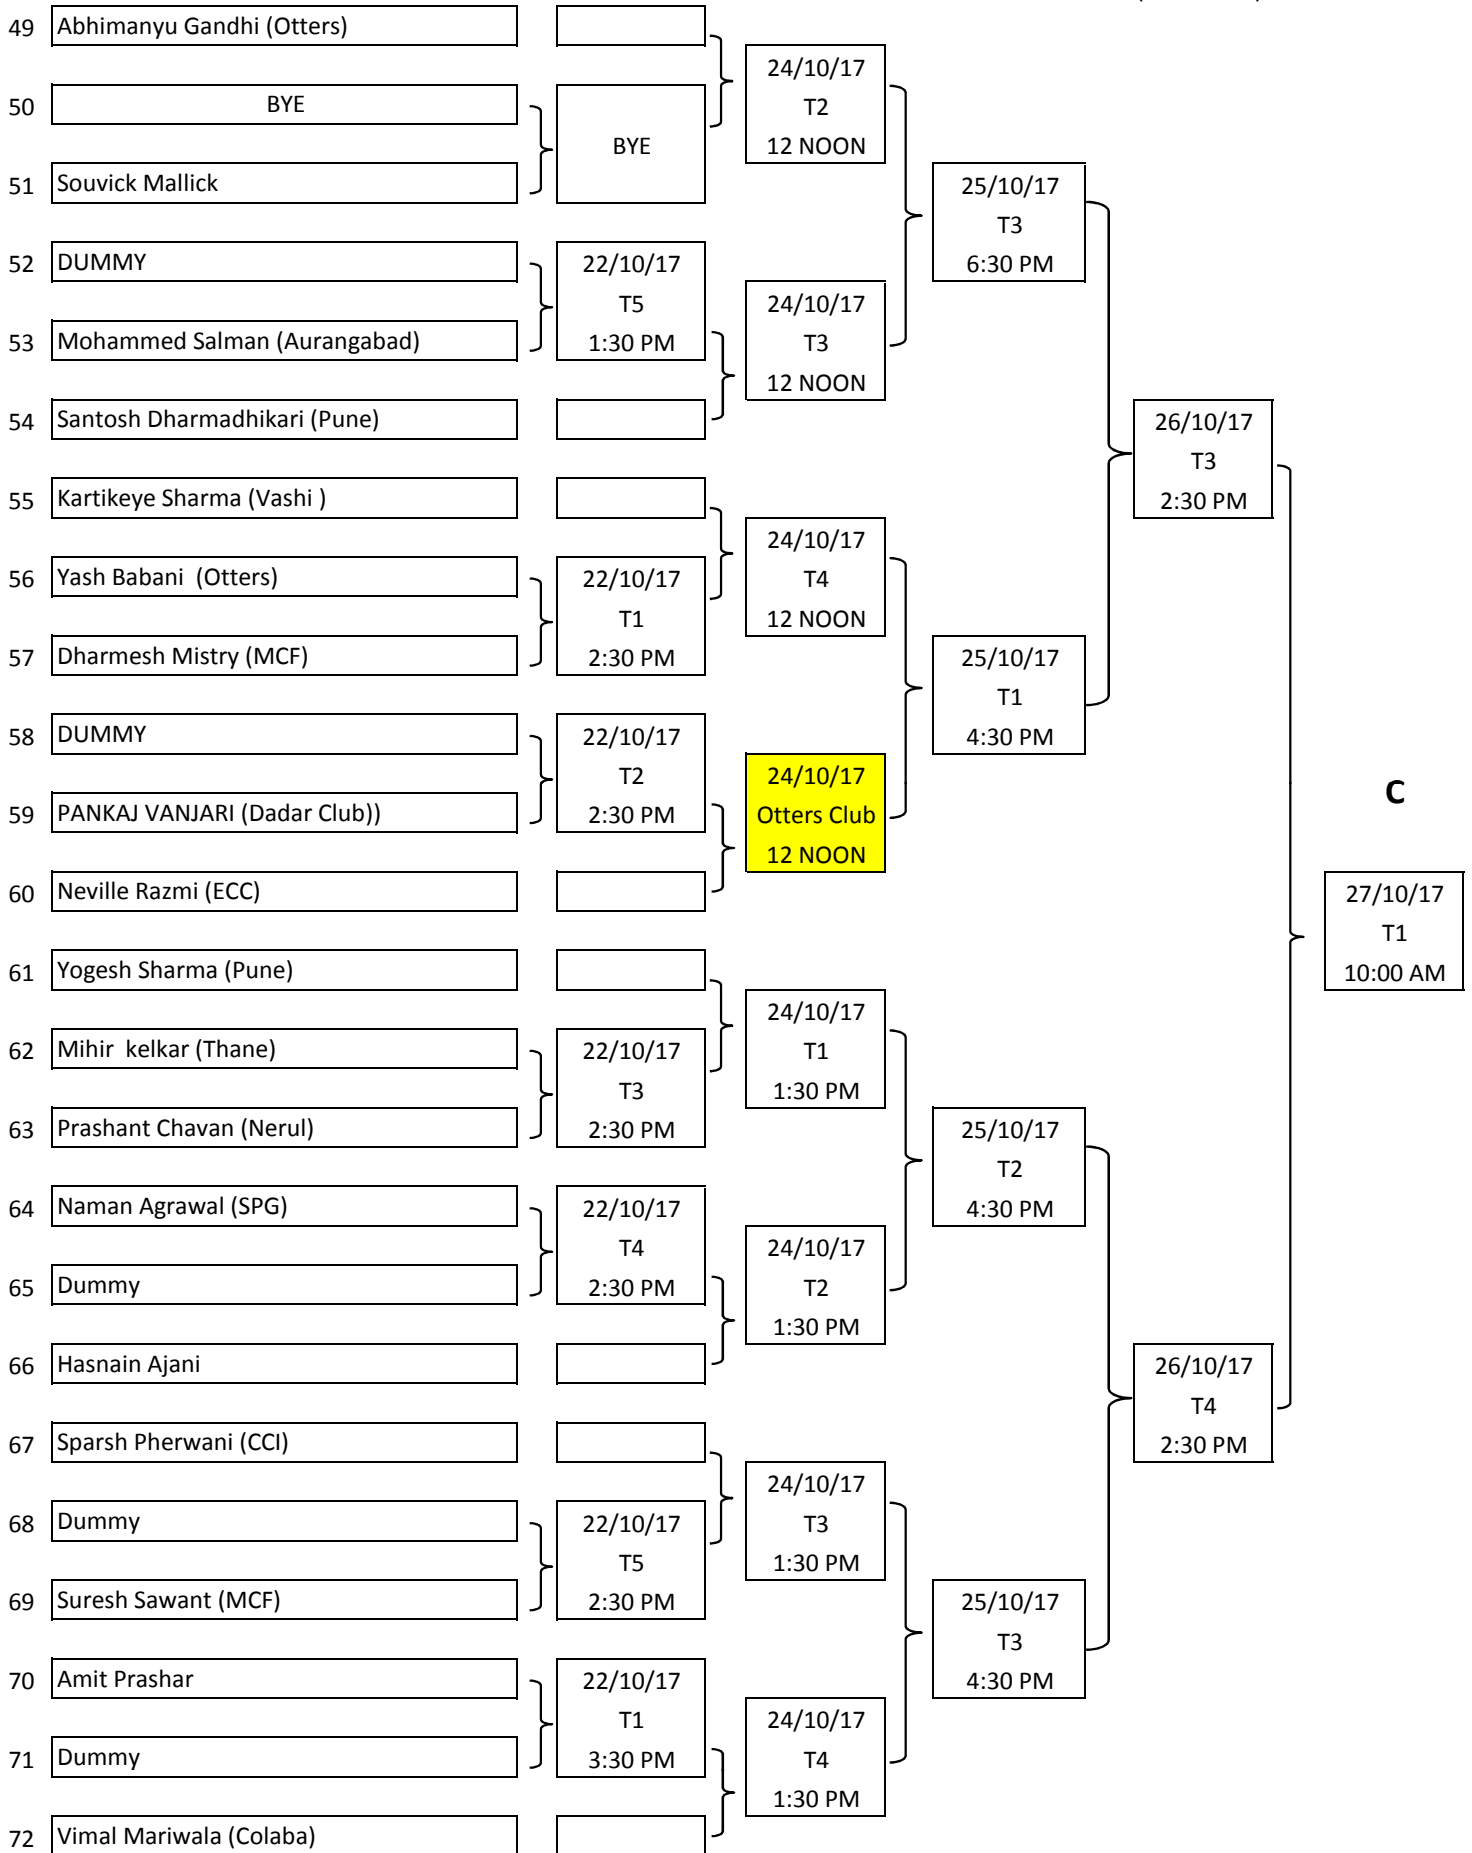 49 Abhimanyu Gandhi (Otters)
24/10/17
50 BYE T2
BYE 12 NOON
51 Souvick Mallick 25/10/17
T3
52 DUMMY 22/10/17 6:30 PM
T5 24/10/17
53 Mohammed Salman (Aurangabad) 1:30 PM T3
12 NOON
54 Santosh Dharmadhikari (Pune) 26/10/17
T3
55 Kartikeye Sharma (Vashi ) 2:30 PM
24/10/17
56 Yash Babani (Otters) 22/10/17 T4
T1 12 NOON
57 Dharmesh Mistry (MCF) 2:30 PM 25/10/17
T1
58 DUMMY 22/10/17 4:30 PM
T2 24/10/17 C
59 PANKAJ VANJARI (Dadar Club)) 2:30 PM Otters Club
12 NOON
60 Neville Razmi (ECC) 27/10/17
T1
61 Yogesh Sharma (Pune) 10:00 AM
24/10/17
62 Mihir kelkar (Thane) 22/10/17 T1
T3 1:30 PM
63 Prashant Chavan (Nerul) 2:30 PM 25/10/17
T2
64 Naman Agrawal (SPG) 22/10/17 4:30 PM
T4 24/10/17
65 Dummy 2:30 PM T2
1:30 PM
66 Hasnain Ajani 26/10/17
T4
67 Sparsh Pherwani (CCI) 2:30 PM
24/10/17
68 Dummy 22/10/17 T3
T5 1:30 PM
69 Suresh Sawant (MCF) 2:30 PM 25/10/17
T3
70 Amit Prashar 22/10/17 4:30 PM
T1 24/10/17
71 Dummy 3:30 PM T4
1:30 PM
72 Vimal Mariwala (Colaba)